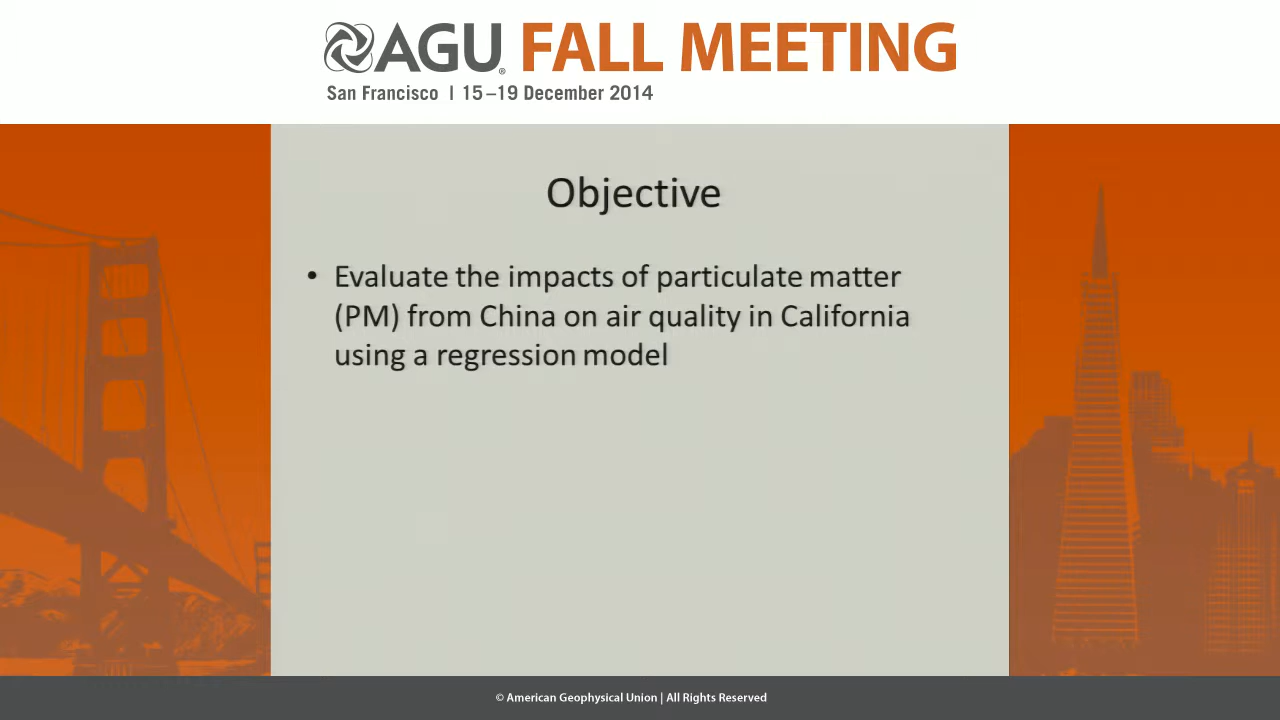 AGU® FALL MEETING
San Francisco | 15–19 December 2014
Objective
• Evaluate the impacts of particulate matter
(PM) from China on air quality in California
using a regression model
© American Geophysical Union | All Rights Reserved